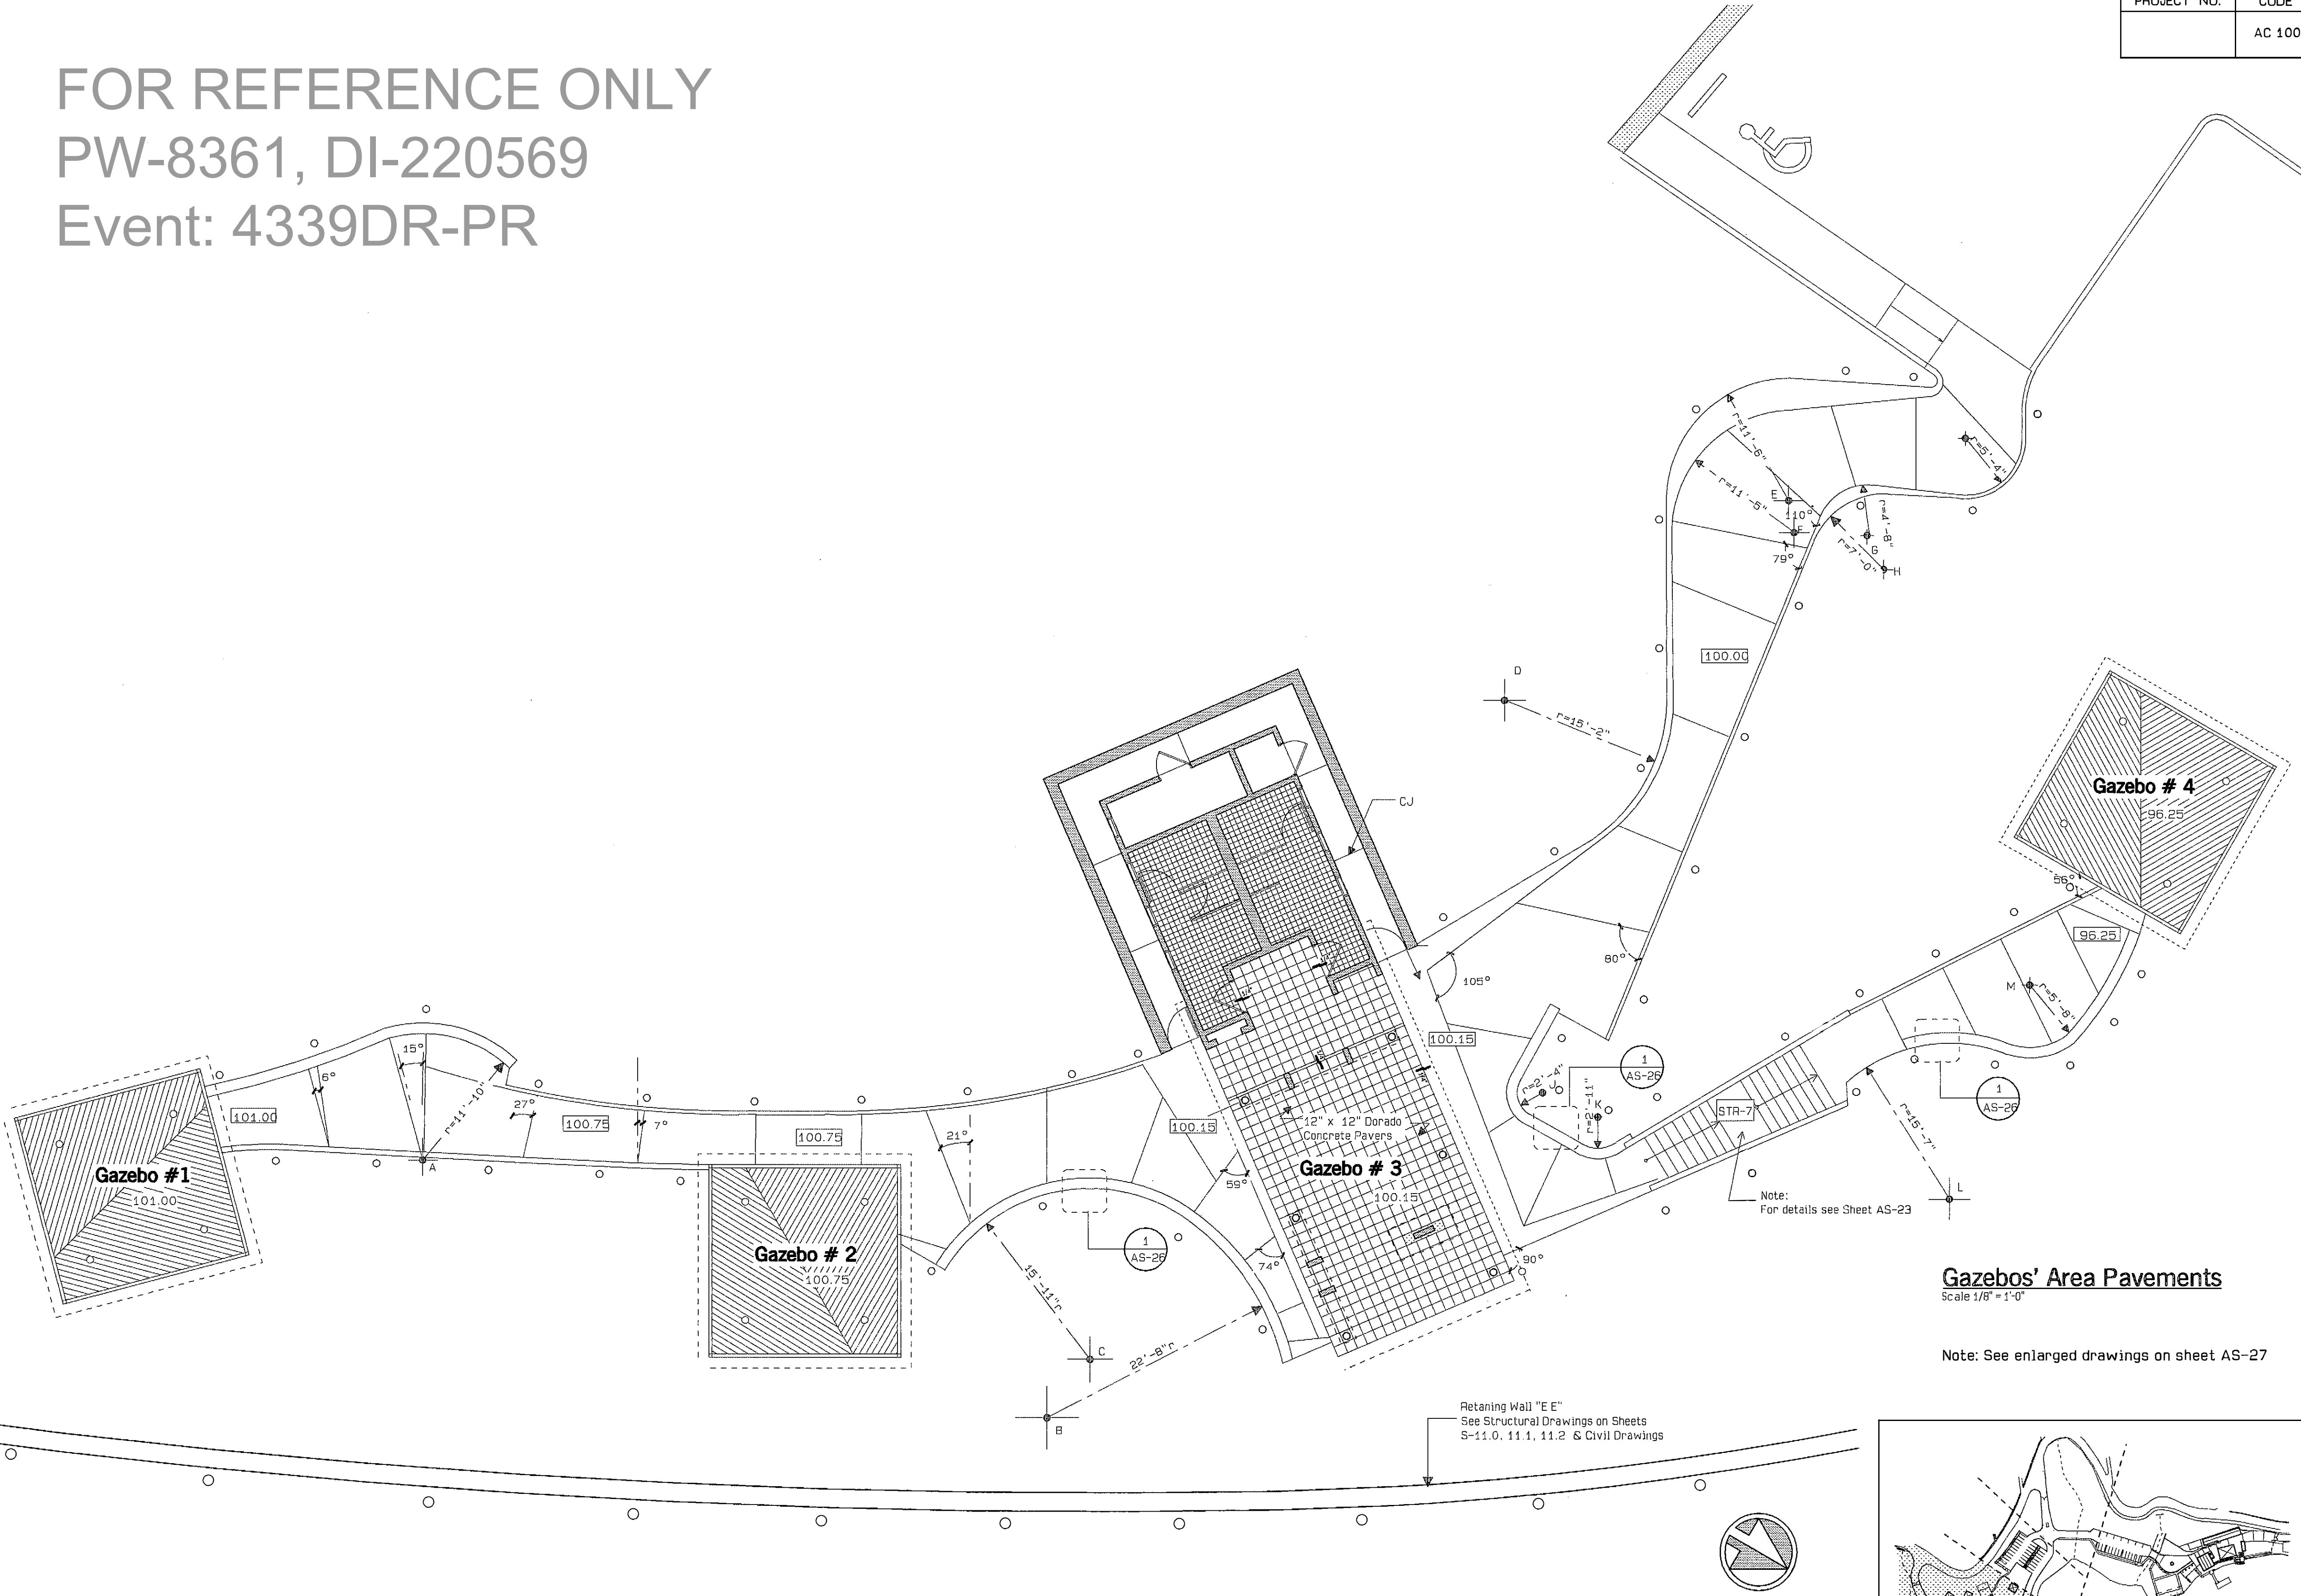 PROJECT NO. CODE
AC 100
FOR REFERENCE ONLY
PW-8361, DI-220569
Event: 4339DR-PR
r=11'-6"
r=5'-4"
r=11'-5"
E
110°
F
r=4'-8"
G
79°
r=7'-0"
H
100.00
D
r=15'-2"
CJ
Gazebo # 4
96.25
56°
96.25
80°
105°
M
r=5'-8"
1/4"
100.15
15°
6°
r=11'-10"
101.00
A
27°
100.75
7°
100.75
21°
100.15
1
AS-26
r=2'-4"
J
K
r=2'-11"
STR-7
1
AS-26
r=15'-7"
12" x 12" Dorado
Concrete Pavers
Gazebo #1
101.00
Gazebo # 3
100.15
59°
Note:
For details see Sheet AS-23
L
Gazebo # 2
100.75
1
AS-26
74°
90°
15'-11"r
C
22'-8"r
B
Gazebos' Area Pavements
Scale 1/8" = 1'-0"
Note: See enlarged drawings on sheet AS-27
Retaning Wall "E E"
See Structural Drawings on Sheets
S-11.0, 11.1, 11.2 & Civil Drawings